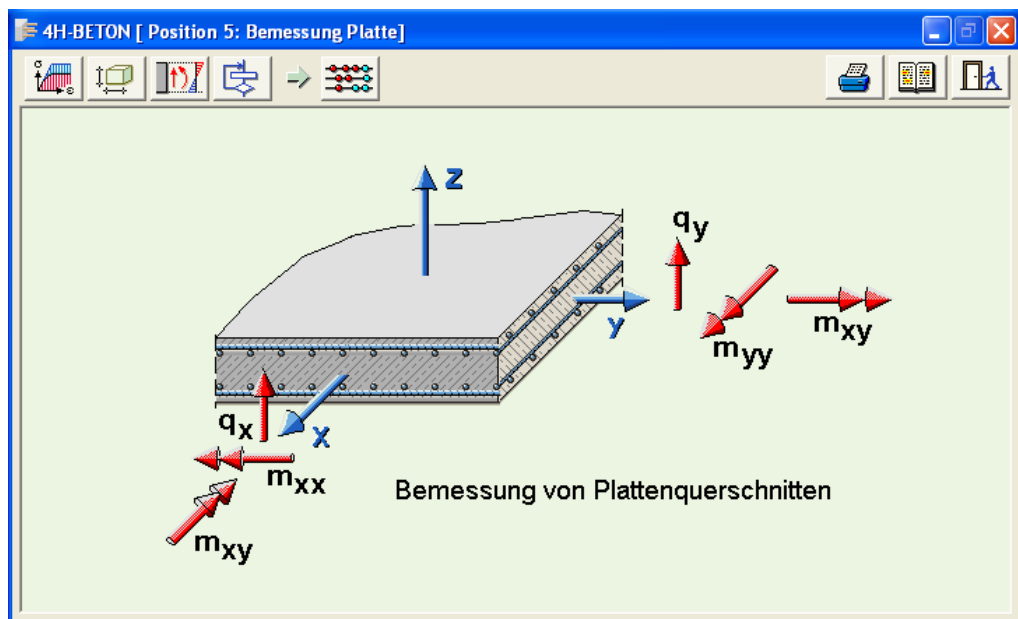 4H-BETON [ Position 5: Bemessung Platte]
σ
ε
z
qy
y
myy
mxy
qx
x
mxx
mxy
Bemessung von Plattenquerschnitten